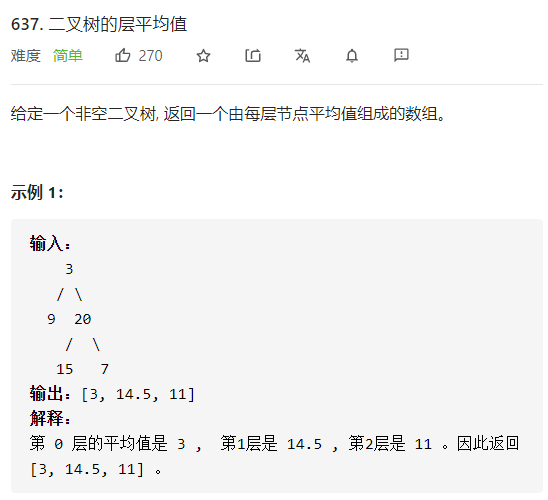 637. 二叉树的层平均值
难度 简单 270
给定一个非空二叉树, 返回一个由每层节点平均值组成的数组。
示例 1：
输入：
3
/ \
9 20
/ \
15 7
输出：[3, 14.5, 11]
解释：
第 0 层的平均值是 3 , 第1层是 14.5 , 第2层是 11 。因此返回
[3, 14.5, 11] 。